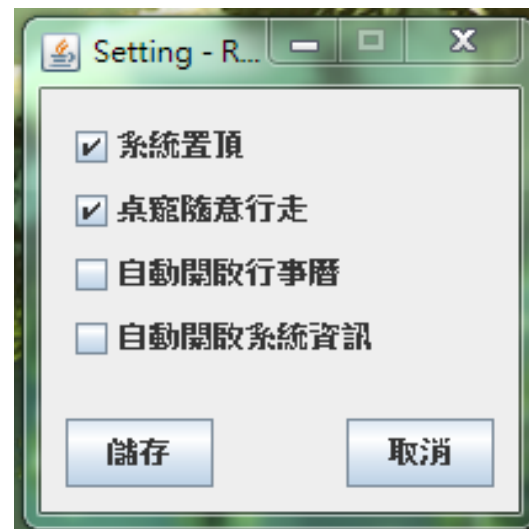 Setting - R...
系統置頂
桌寵隨意行走
自動開啟行事曆
自動開啟系統資訊
儲存
取消